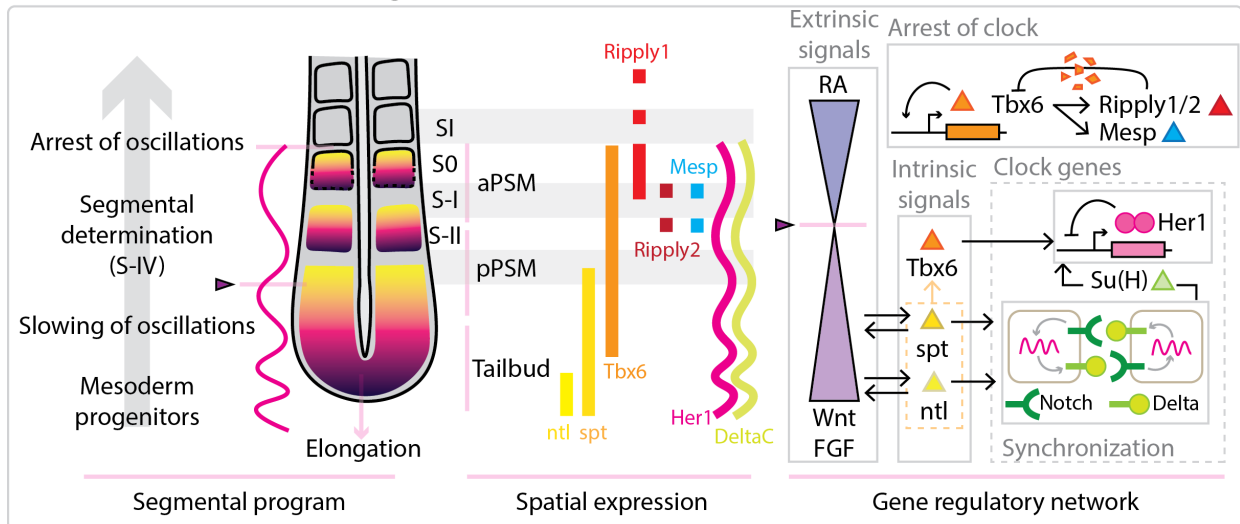 Arrest of oscillations
Segmental
determination
(S-IV)
Slowing of oscillations
Mesoderm
progenitors
Elongation
Segmental program
SI
S0
S-I
S-II
aPSM
pPSM
Tailbud
Ripply1
Mesp
Ripply2
Tbx6
ntl
spt
Her1
DeltaC
Spatial expression
Extrinsic
signals
RA
Wnt
FGF
Arrest of clock
Tbx6
Ripply1/2
Mesp
Intrinsic
signals
Tbx6
spt
ntl
Clock genes
Her1
Su(H)
Notch
Delta
Synchronization
Gene regulatory network